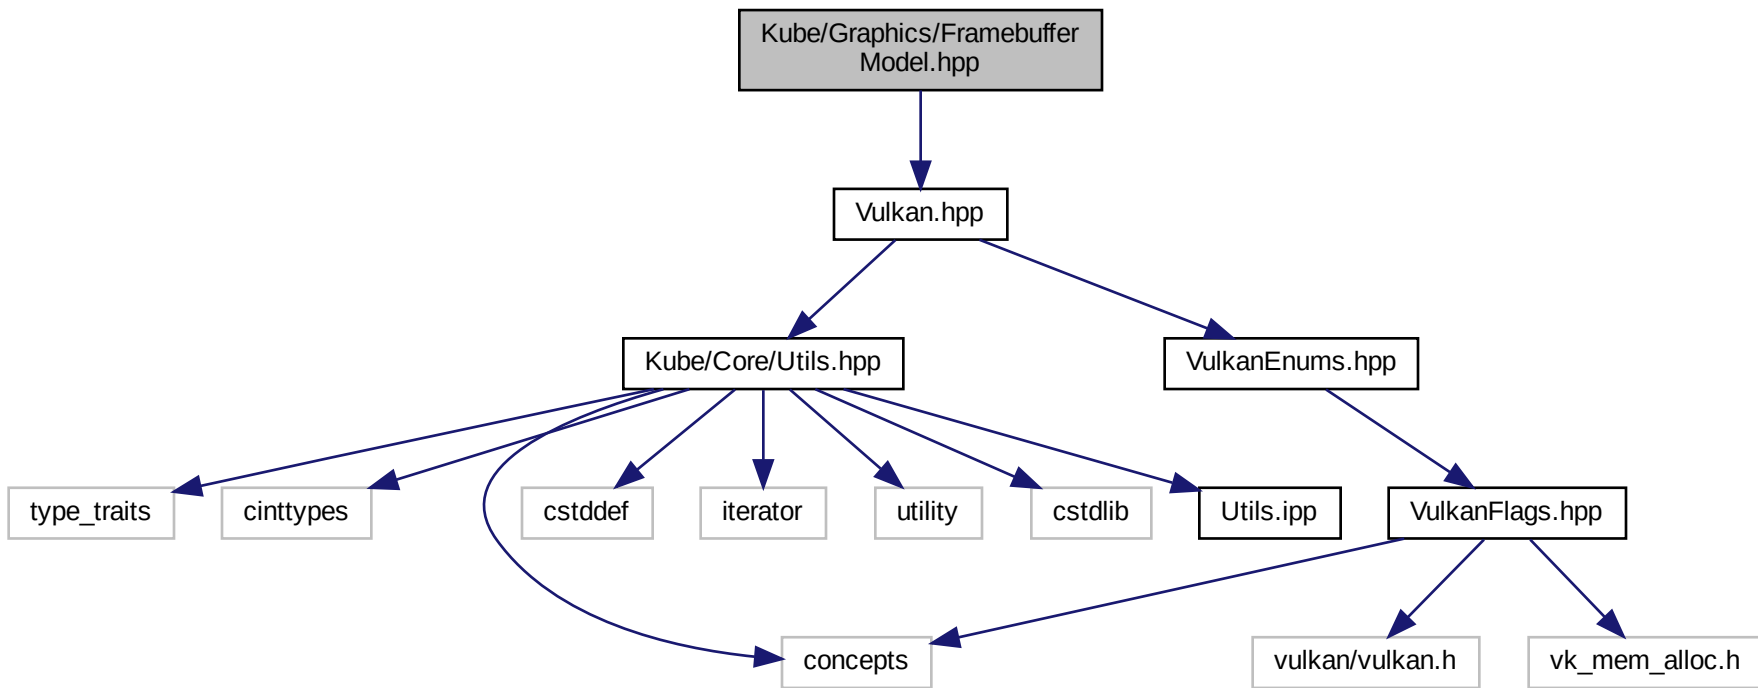 Kube/Graphics/Framebuffer
Model.hpp
Vulkan.hpp
Kube/Core/Utils.hpp
VulkanEnums.hpp
type_traits
cinttypes
cstddef
iterator
utility
cstdlib
Utils.ipp
VulkanFlags.hpp
concepts
vulkan/vulkan.h
vk_mem_alloc.h